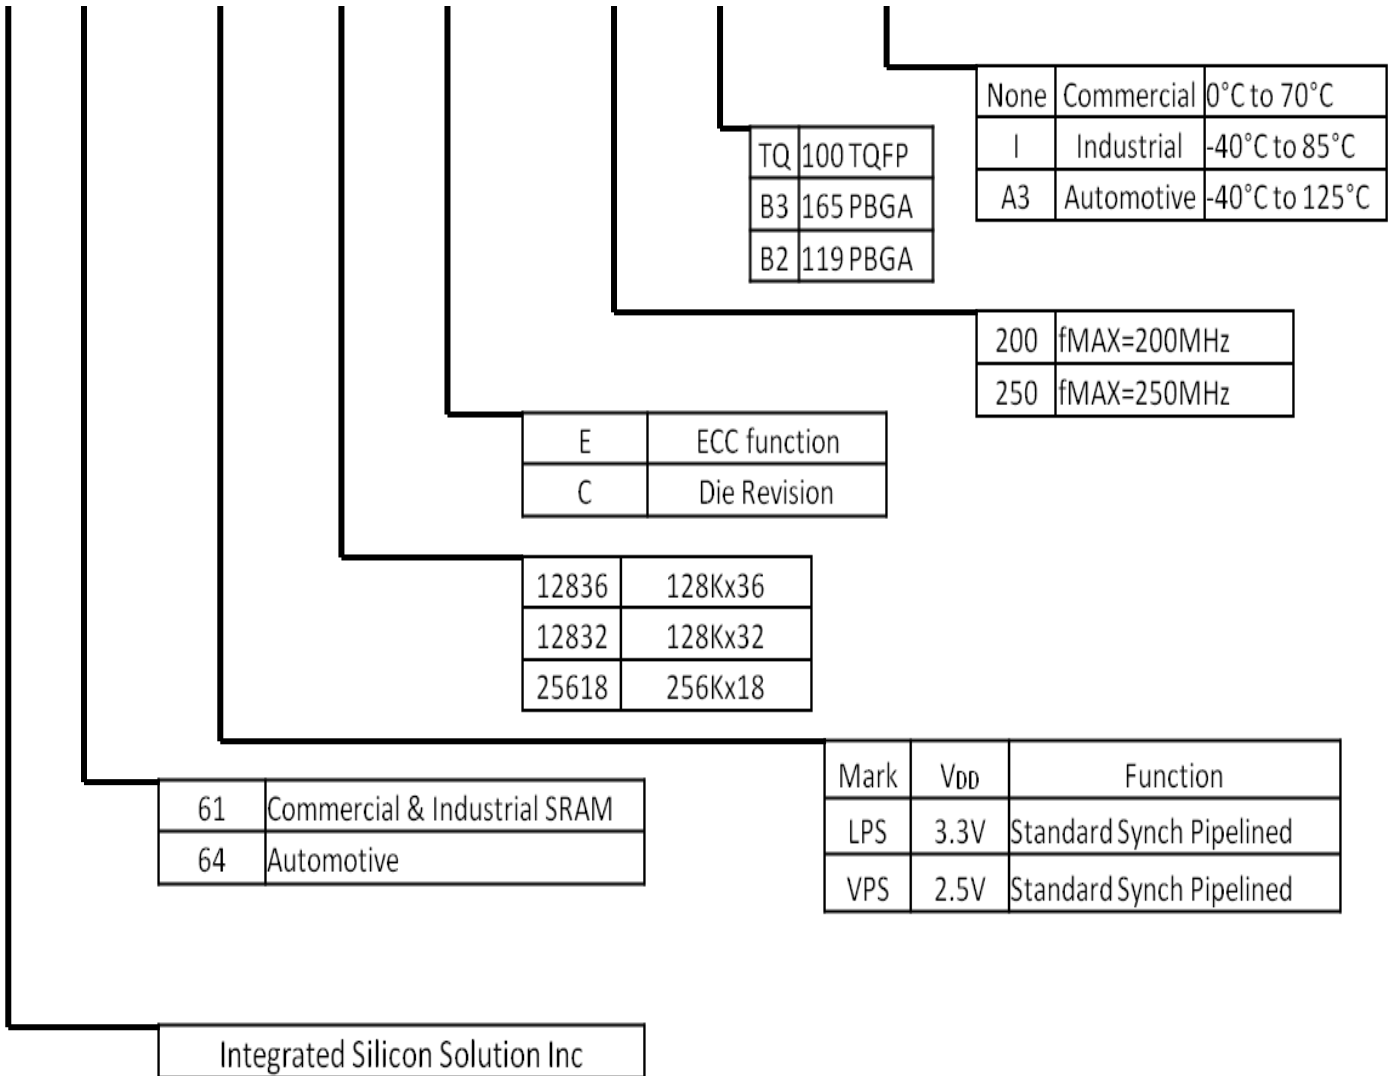 None Commercial 0°C to 70°C
I Industrial -40°C to 85°C
A3 Automotive -40°C to 125°C
TQ 100 TQFP
B3 165 PBGA
B2 119 PBGA
200 fMAX=200MHz
250 fMAX=250MHz
E ECC function
C Die Revision
12836 128Kx36
12832 128Kx32
25618 256Kx18
Mark VDD Function
LPS 3.3V Standard Synch Pipelined
VPS 2.5V Standard Synch Pipelined
61 Commercial & Industrial SRAM
64 Automotive
Integrated Silicon Solution Inc